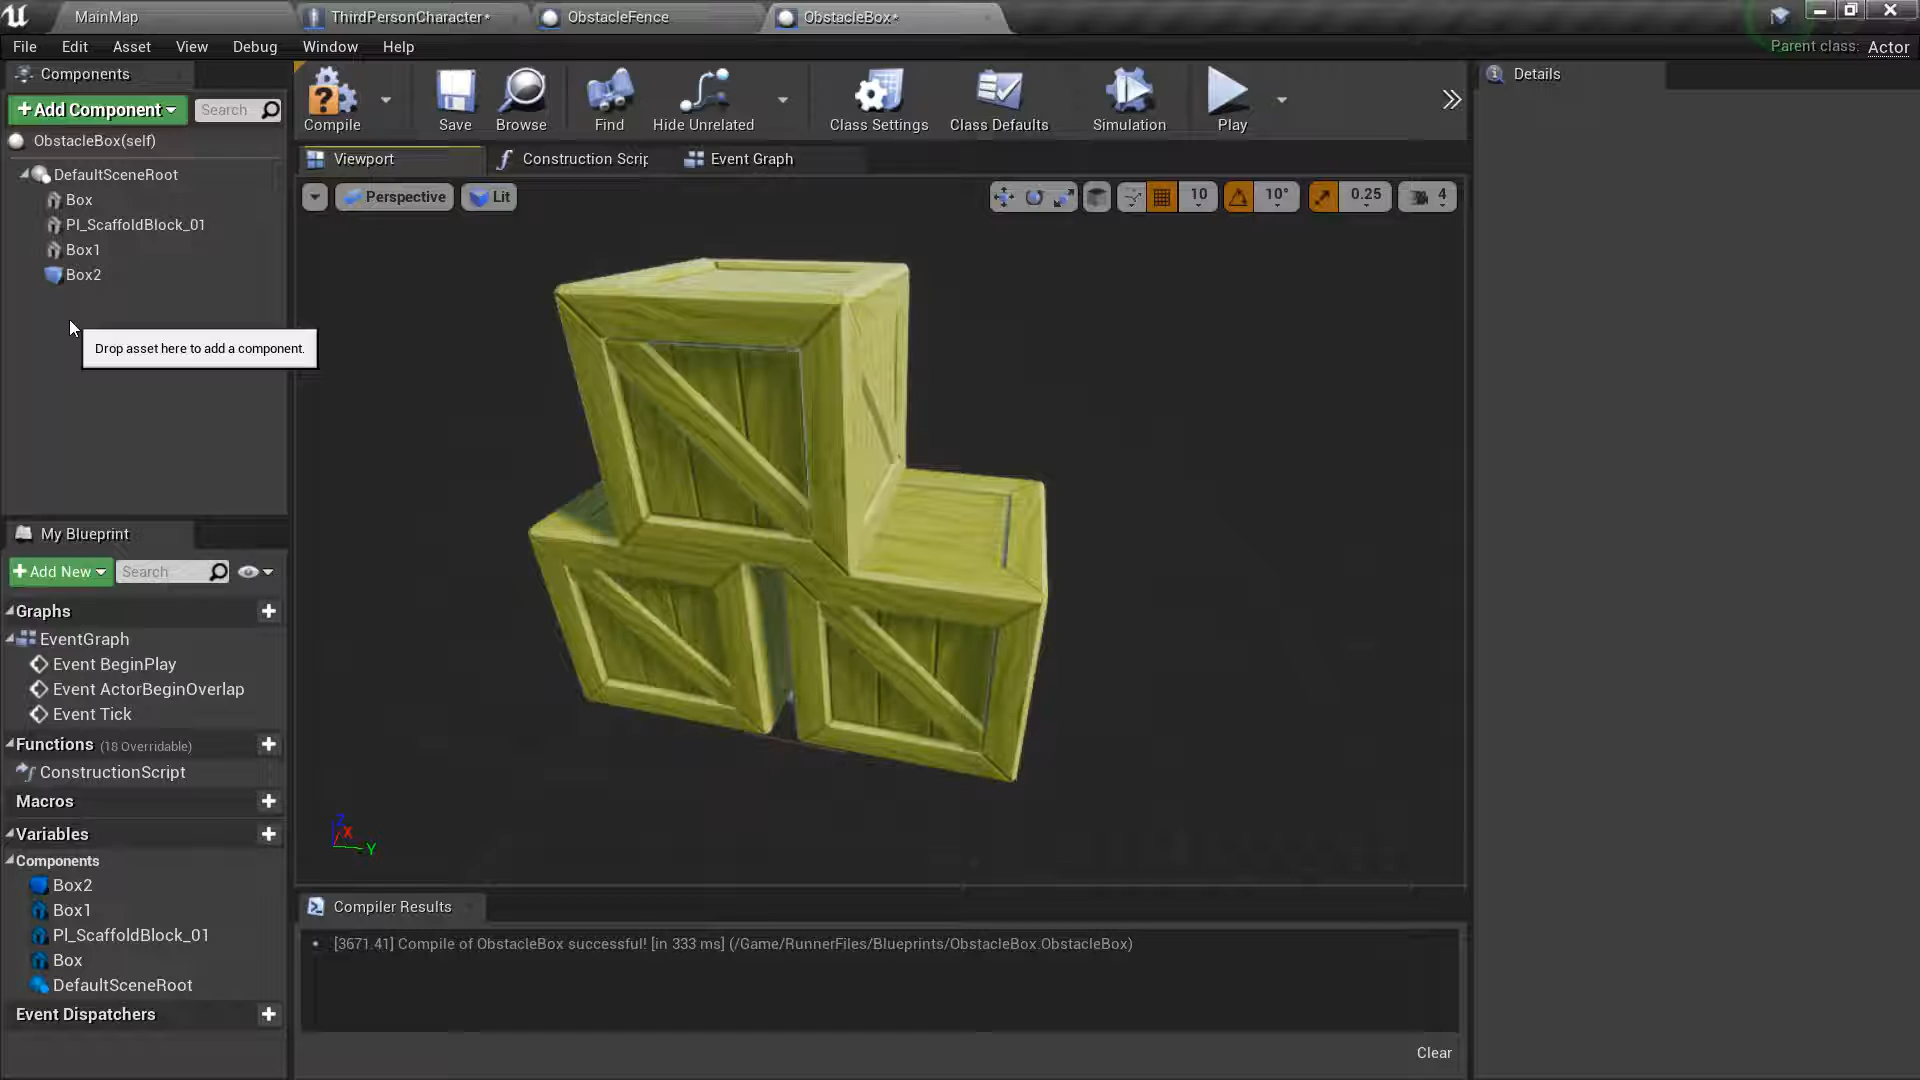 MainMap
ThirdPersonCharacter*
ObstacleFence
ObstacleBox*
File
Edit
Asset
View
Debug
Window
Help
Parent class: Actor
Components
+Add Component
Search
ObstacleBox(self)
DefaultSceneRoot
Box
Pl_ScaffoldBlock_01
Box1
Box2
Drop asset here to add a component.
Compile
Save
Browse
Find
Hide Unrelated
Class Settings
Class Defaults
Simulation
Play
Details
Viewport
Construction Scrip
Event Graph
Perspective
Lit
10
10°
0.25
4
Z
X
Y
My Blueprint
+Add New
Search
Graphs
EventGraph
Event BeginPlay
Event ActorBeginOverlap
Event Tick
Functions (18 Overridable)
ConstructionScript
Macros
Variables
Components
Box2
Box1
Pl_ScaffoldBlock_01
Box
DefaultSceneRoot
Event Dispatchers
Compiler Results
[3671.41] Compile of ObstacleBox successful! [in 333 ms] (/Game/RunnerFiles/Blueprints/ObstacleBox.ObstacleBox)
Clear